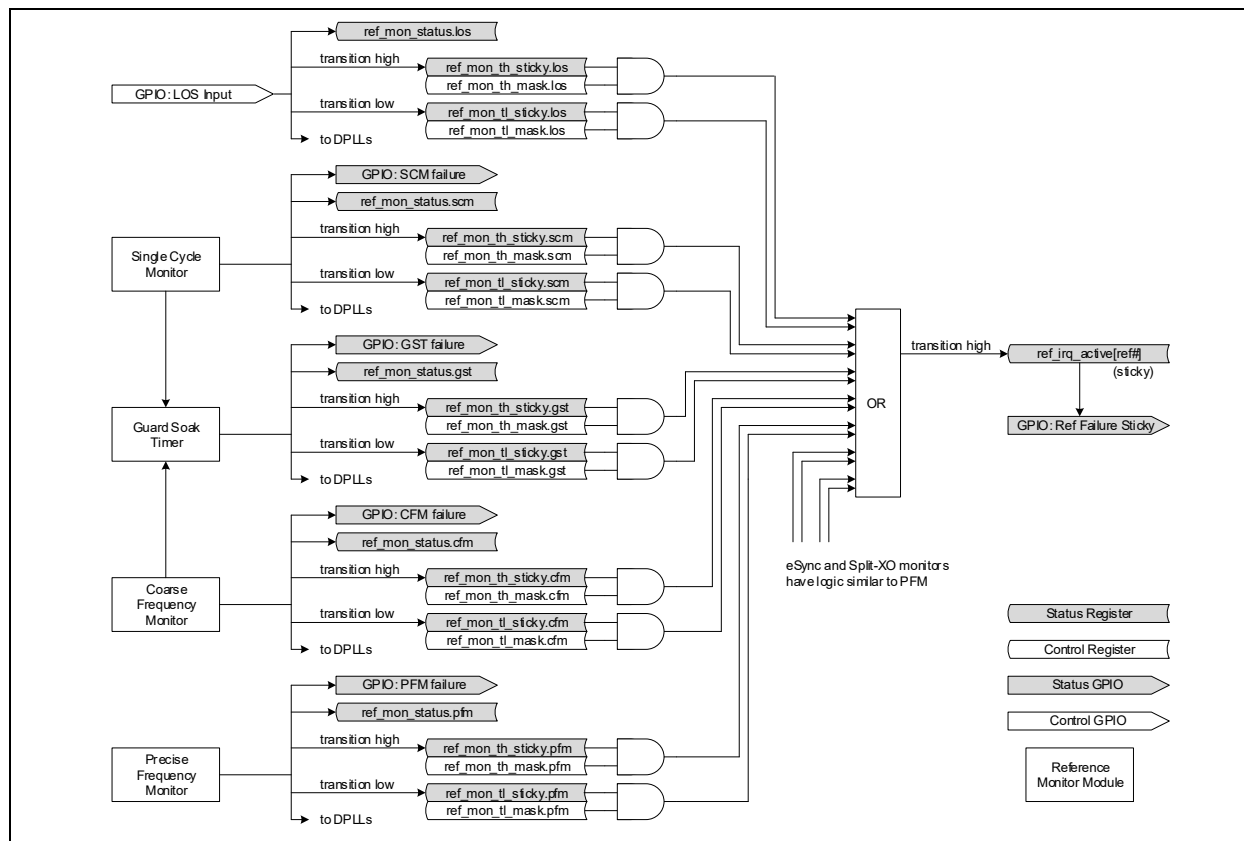 ref_mon_status.los
transition high
ref_mon_th_sticky.los
ref_mon_th_mask.los
GPIO: LOS Input
transition low
ref_mon_tl_sticky.los
ref_mon_tl_mask.los
to DPLLs
GPIO: SCM failure
ref_mon_status.scm
transition high
ref_mon_th_sticky.scm
ref_mon_th_mask.scm
Single Cycle
Monitor
transition low
ref_mon_tl_sticky.scm
ref_mon_tl_mask.scm
to DPLLs
GPIO: GST failure
ref_mon_status.gst
transition high
ref_mon_th_sticky.gst
ref_mon_th_mask.gst
Guard Soak
Timer
transition low
ref_mon_tl_sticky.gst
ref_mon_tl_mask.gst
to DPLLs
GPIO: CFM failure
ref_mon_status.cfm
transition high
ref_mon_th_sticky.cfm
ref_mon_th_mask.cfm
Coarse
Frequency
Monitor
transition low
ref_mon_tl_sticky.cfm
ref_mon_tl_mask.cfm
to DPLLs
GPIO: PFM failure
ref_mon_status.pfm
transition high
ref_mon_th_sticky.pfm
ref_mon_th_mask.pfm
Precise
Frequency
Monitor
transition low
ref_mon_tl_sticky.pfm
ref_mon_tl_mask.pfm
to DPLLs
OR
transition high
ref_irq_active[ref#]
(sticky)
GPIO: Ref Failure Sticky
eSync and Split-XO monitors
have logic similar to PFM
Status Register
Control Register
Status GPIO
Control GPIO
Reference
Monitor Module